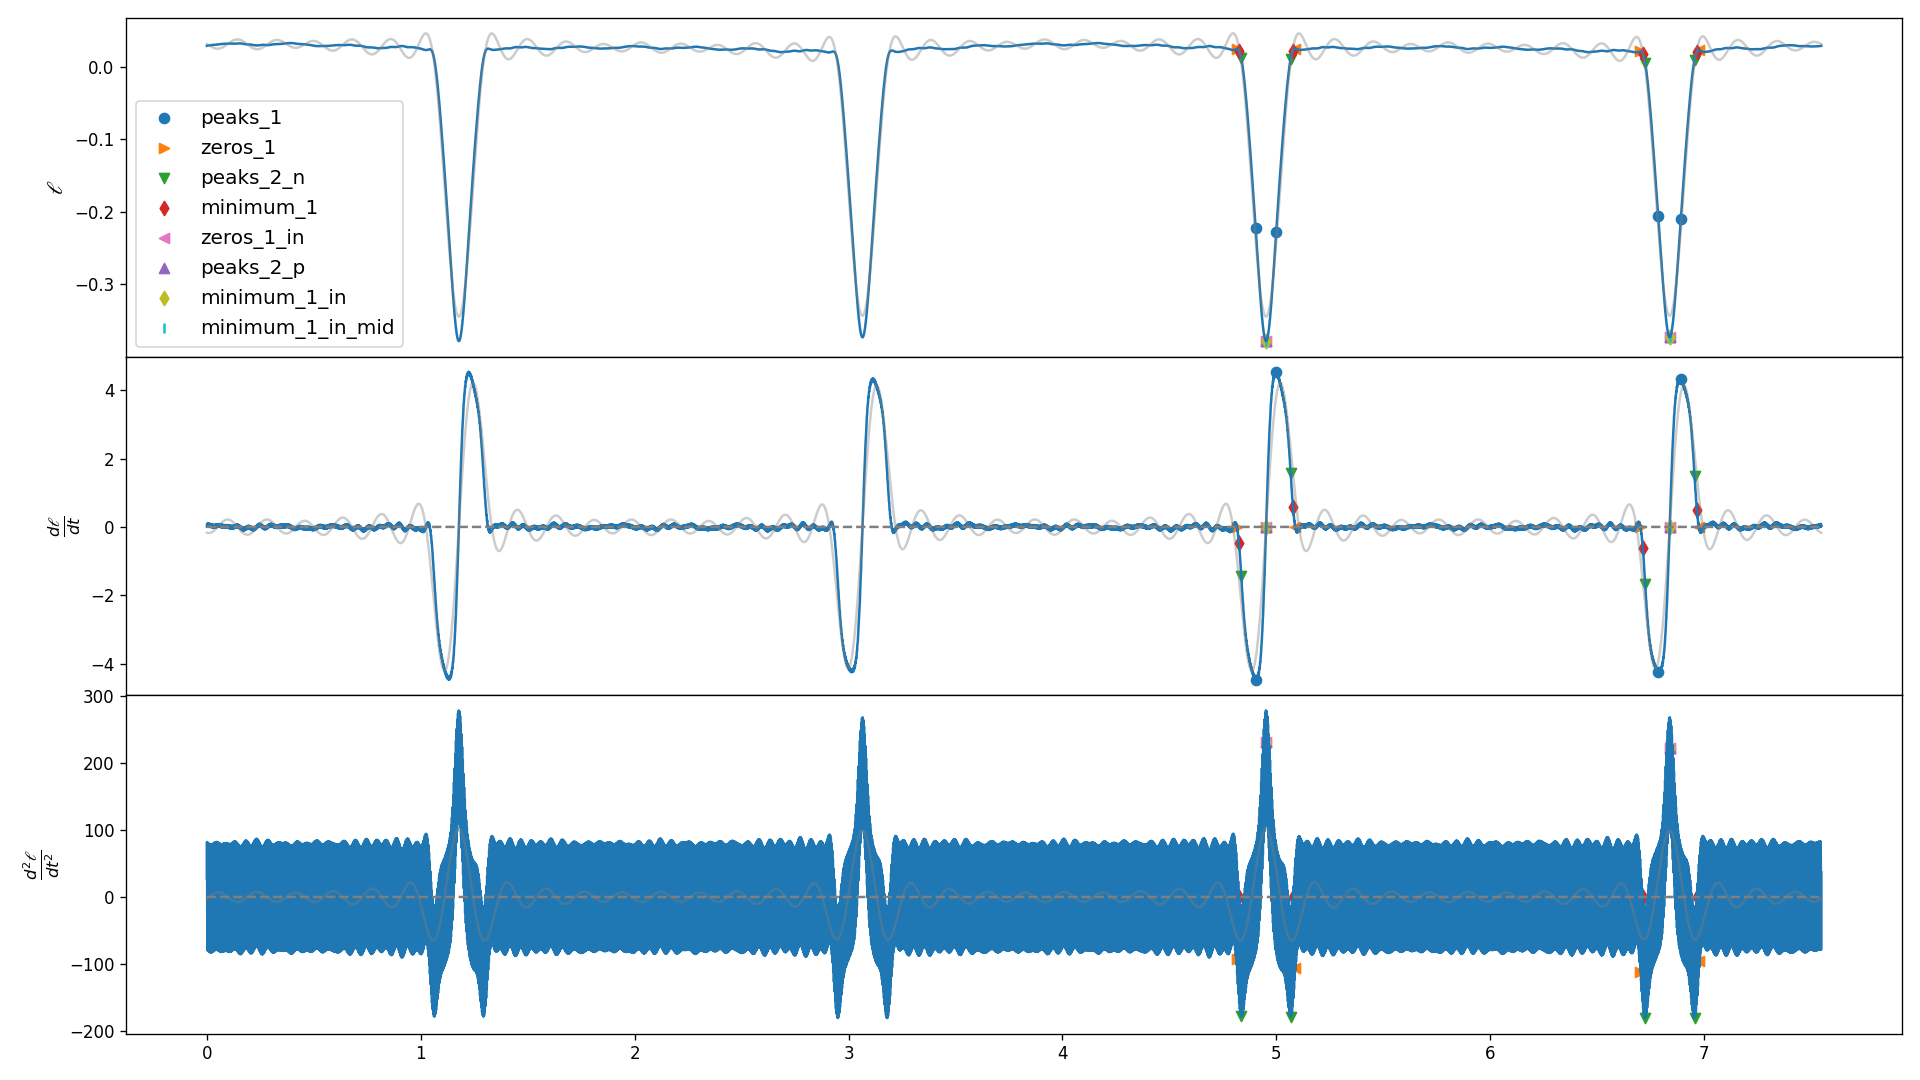 0.0
−0.1
−0.2
−0.3
ℓ
peaks_1
zeros_1
peaks_2_n
minimum_1
zeros_1_in
peaks_2_p
minimum_1_in
minimum_1_in_mid
4
2
0
−2
−4
dℓ
dt
300
200
100
0
−100
−200
d²ℓ
dt²
0 1 2 3 4 5 6 7